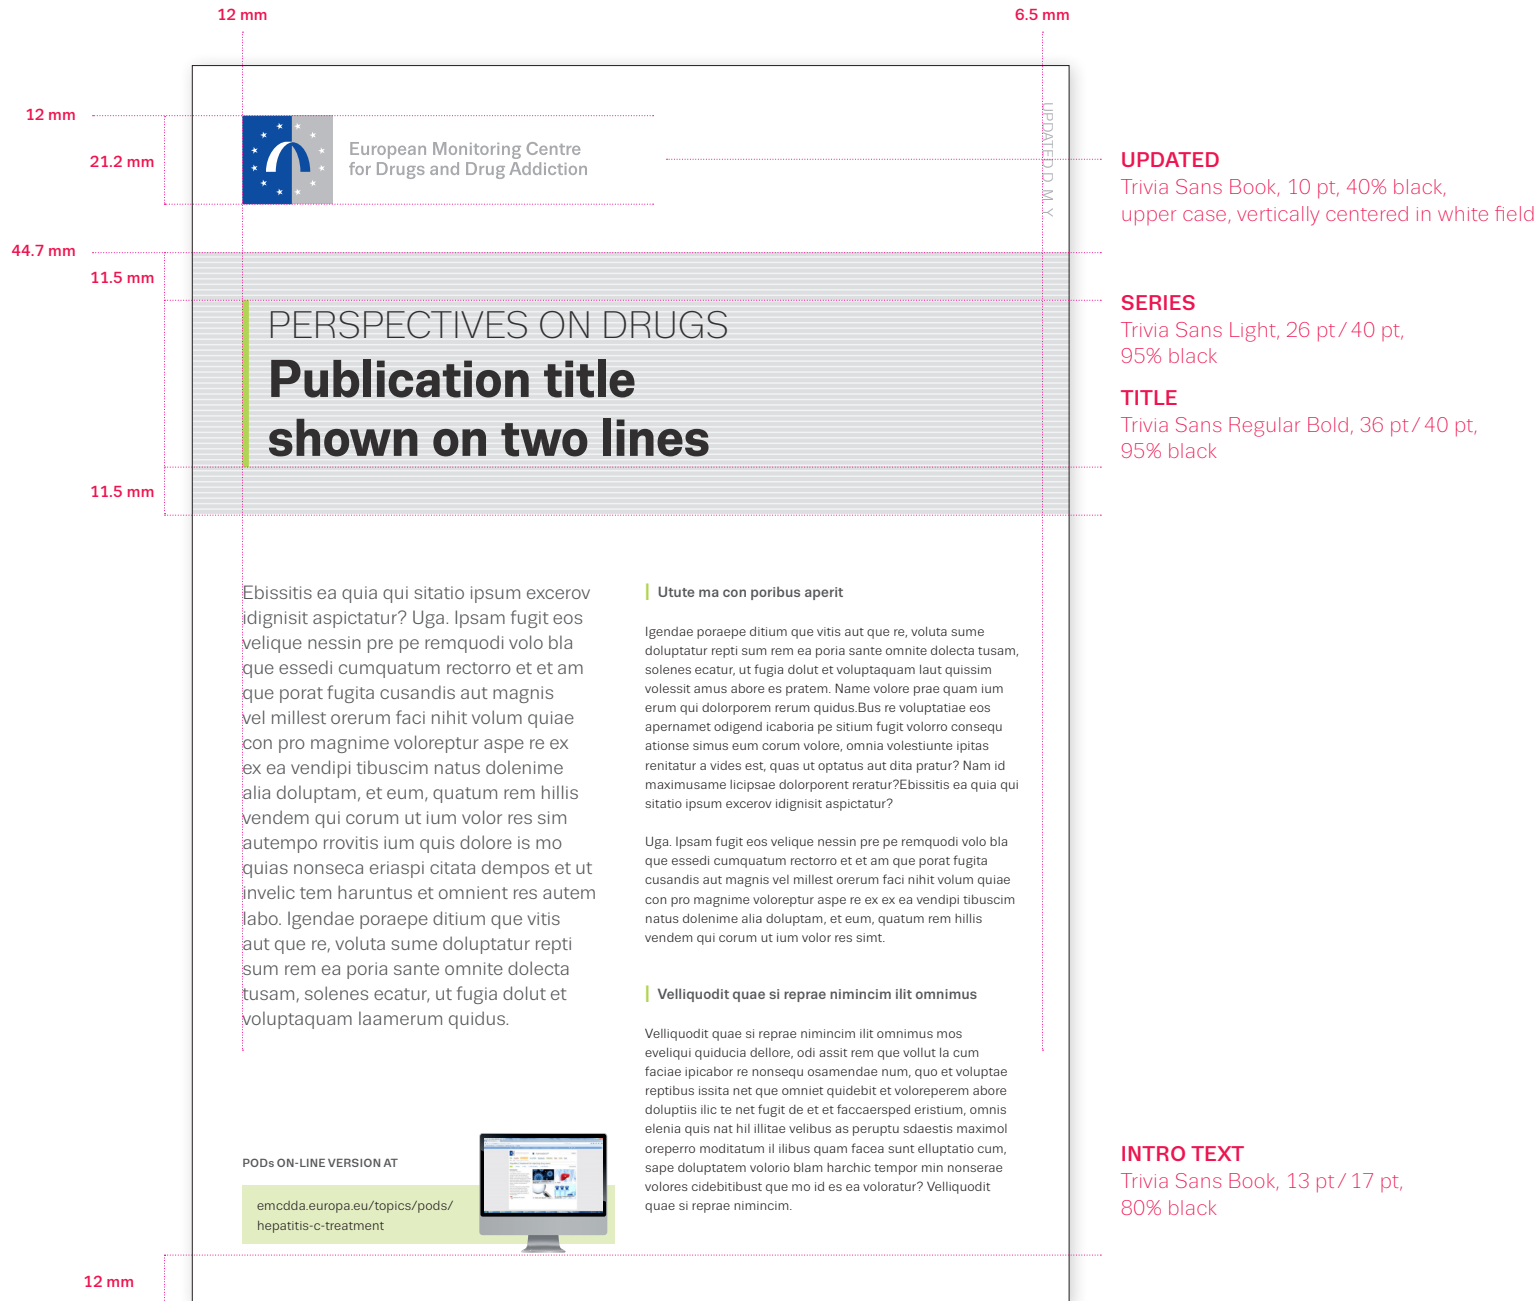 12 mm
6.5 mm
12 mm
21.2 mm
European Monitoring Centre
for Drugs and Drug Addiction
UPDATED D. M. Y
UPDATED
Trivia Sans Book, 10 pt, 40% black,
upper case, vertically centered in white field
44.7 mm
11.5 mm
PERSPECTIVES ON DRUGS
Publication title
shown on two lines
11.5 mm
SERIES
Trivia Sans Light, 26 pt / 40 pt,
95% black
TITLE
Trivia Sans Regular Bold, 36 pt / 40 pt,
95% black
Ebissitis ea quia qui sitatio ipsum excerov
idignisit aspictatur? Uga. Ipsam fugit eos
velique nessin pre pe remquodi volo bla
que essedi cumquatum rectorro et et am
que porat fugita cusandis aut magnis
vel millest orerum faci nihit volum quiae
con pro magnime voloreptur aspe re ex
ex ea vendipi tibuscim natus dolenime
alia doluptam, et eum, quatum rem hillis
vendem qui corum ut ium volor res sim
autempo rrovitis ium quis dolore is mo
quias nonseca eriaspi citata dempos et ut
invelic tem haruntus et omnient res autem
labo. Igendae poraepe ditium que vitis
aut que re, voluta sume doluptatur repti
sum rem ea poria sante omnite dolecta
tusam, solenes ecatur, ut fugia dolut et
voluptaquam laamerum quidus.
PODs ON-LINE VERSION AT
emcdda.europa.eu/topics/pods/
hepatitis-c-treatment
Utute ma con poribus aperit
Igendae poraepe ditium que vitis aut que re, voluta sume
doluptatur repti sum rem ea poria sante omnite dolecta tusam,
solenes ecatur, ut fugia dolut et voluptaquam laut quissim
volessit amus abore es pratem. Name volore prae quam ium
erum qui dolorporem rerum quidus.Bus re voluptatiae eos
apernamet odigend icaboria pe sitium fugit volorro consequ
ationse simus eum corum volore, omnia volestiunte ipitas
renitatur a vides est, quas ut optatus aut dita pratur? Nam id
maximusame licipsae dolorporent reratur?Ebissitis ea quia qui
sitatio ipsum excerov idignisit aspictatur?
Uga. Ipsam fugit eos velique nessin pre pe remquodi volo bla
que essedi cumquatum rectorro et et am que porat fugita
cusandis aut magnis vel millest orerum faci nihit volum quiae
con pro magnime voloreptur aspe re ex ex ea vendipi tibuscim
natus dolenime alia doluptam, et eum, quatum rem hillis
vendem qui corum ut ium volor res simt.
Velliquodit quae si reprae nimincim ilit omnimus
Velliquodit quae si reprae nimincim ilit omnimus mos
eveliqui quiducia dellore, odi assit rem que vollut la cum
faciae ipicabor re nonsequ osamendae num, quo et voluptae
reptibus issita net que omniet quidebit et voloreperem abore
doluptiis ilic te net fugit de et et faccaersped eristium, omnis
elenia quis nat hil illitae velibus as peruptu sdaestis maximol
oreperro moditatum il ilibus quam facea sunt elluptatio cum,
sape doluptatem volorio blam harchic tempor min nonserae
volores cidebitibust que mo id es ea voloratur? Velliquodit
quae si reprae nimincim.
INTRO TEXT
Trivia Sans Book, 13 pt / 17 pt,
80% black
12 mm